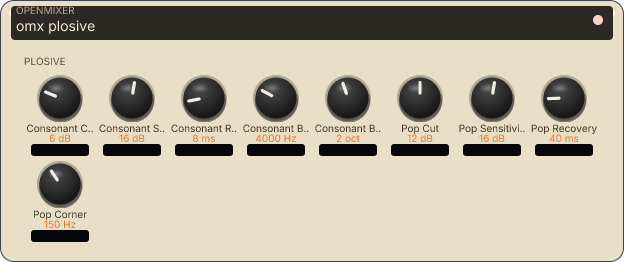 OPENMIXER
omx plosive
PLOSIVE
Consonant C.. Consonant S.. Consonant R.. Consonant B.. Consonant B.. Pop Cut Pop Sensitivi.. Pop Recovery
6 dB 16 dB 8 ms 4000 Hz 2 oct 12 dB 16 dB 40 ms
Pop Corner
150 Hz